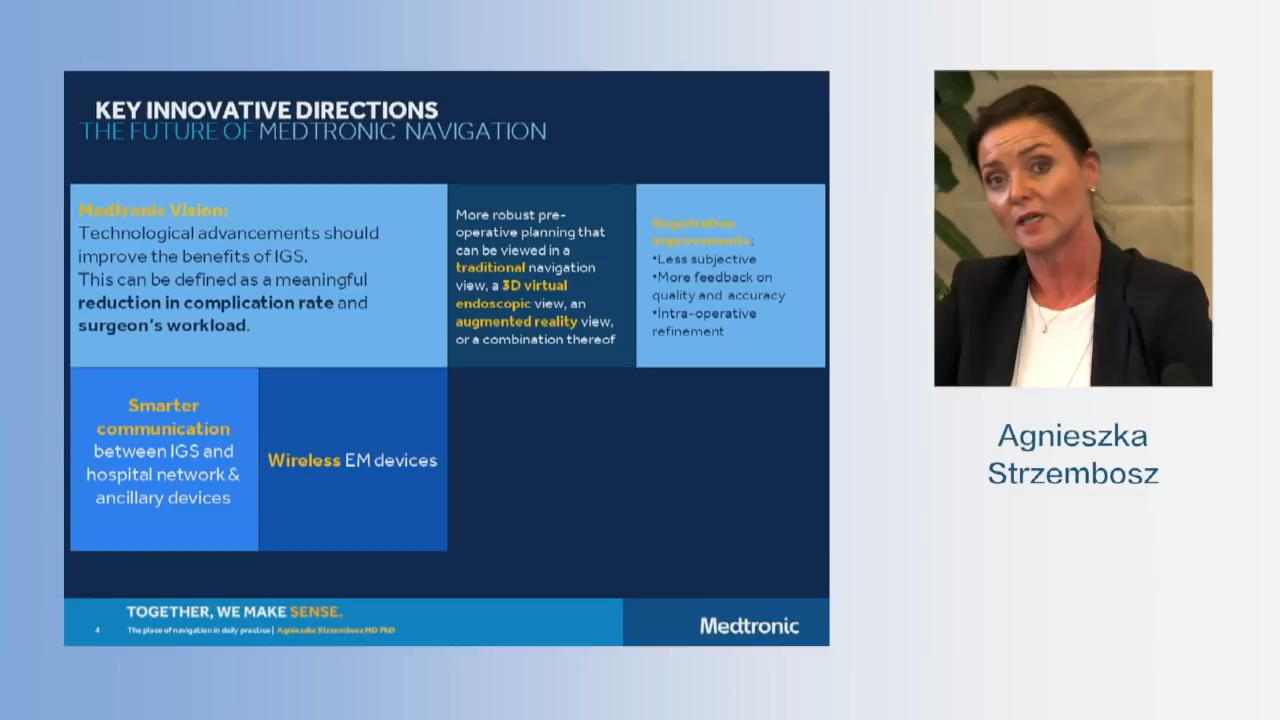 KEY INNOVATIVE DIRECTIONS
THE FUTURE OF MEDTRONIC NAVIGATION
Medtronic Vision:
Technological advancements should
improve the benefits of IGS.
This can be defined as a meaningful
reduction in complication rate and
surgeon's workload.
More robust pre-
operative planning that
can be viewed in a
traditional navigation
view, a 3D virtual
endoscopic view, an
augmented reality view,
or a combination thereof
Registration
improvements:
•Less subjective
•More feedback on
quality and accuracy
•Intra-operative
refinement
Smarter
communication
between IGS and
hospital network &
ancillary devices
Wireless EM devices
TOGETHER, WE MAKE SENSE.
4 The place of navigation in daily practice | Agnieszka Strzembosz MD PhD
Medtronic
Agnieszka
Strzembosz